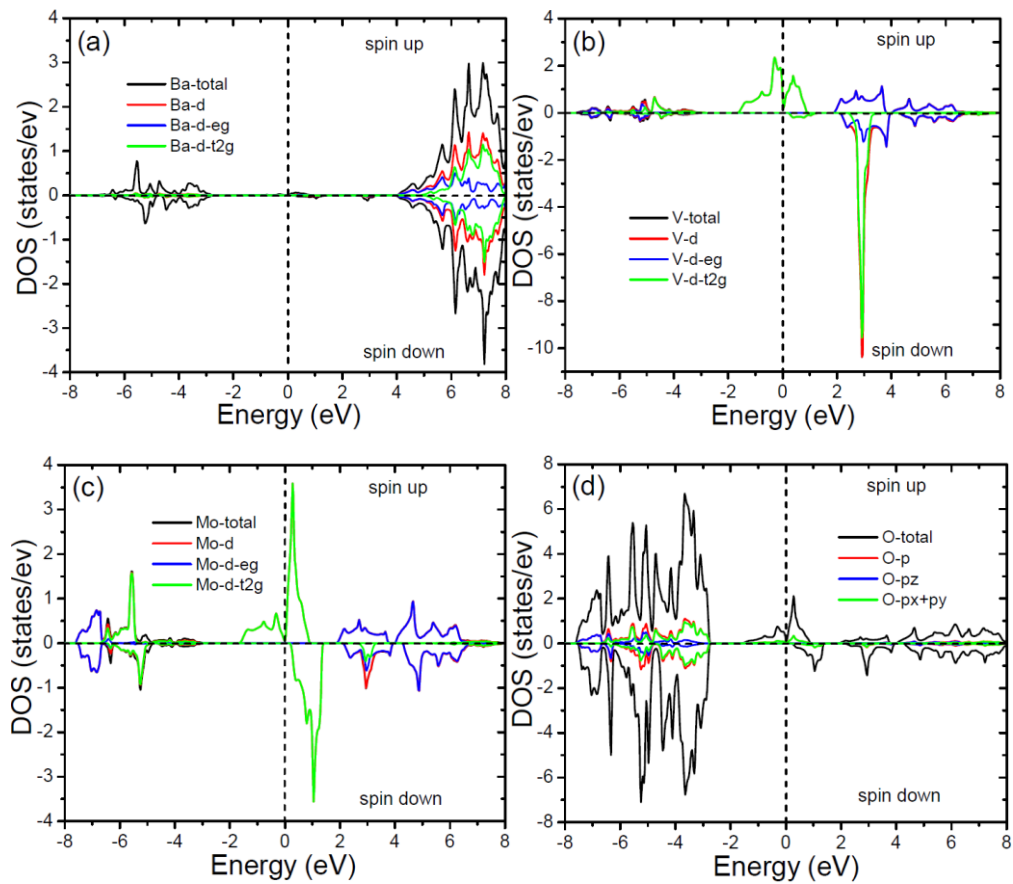 (a)
spin up
Ba-total
Ba-d
Ba-d-eg
Ba-d-t2g
spin down
DOS (states/ev)
4
3
2
1
0
-1
-2
-3
-4
-8 -6 -4 -2 0 2 4 6 8
Energy (eV)
(b)
spin up
V-total
V-d
V-d-eg
V-d-t2g
spin down
DOS (states/ev)
4
2
0
-2
-4
-6
-8
-10
-8 -6 -4 -2 0 2 4 6 8
Energy (eV)
(c)
spin up
Mo-total
Mo-d
Mo-d-eg
Mo-d-t2g
spin down
DOS (states/ev)
4
3
2
1
0
-1
-2
-3
-4
-8 -6 -4 -2 0 2 4 6 8
Energy (eV)
(d)
spin up
O-total
O-p
O-pz
O-px+py
spin down
DOS (states/ev)
8
6
4
2
0
-2
-4
-6
-8
-8 -6 -4 -2 0 2 4 6 8
Energy (eV)